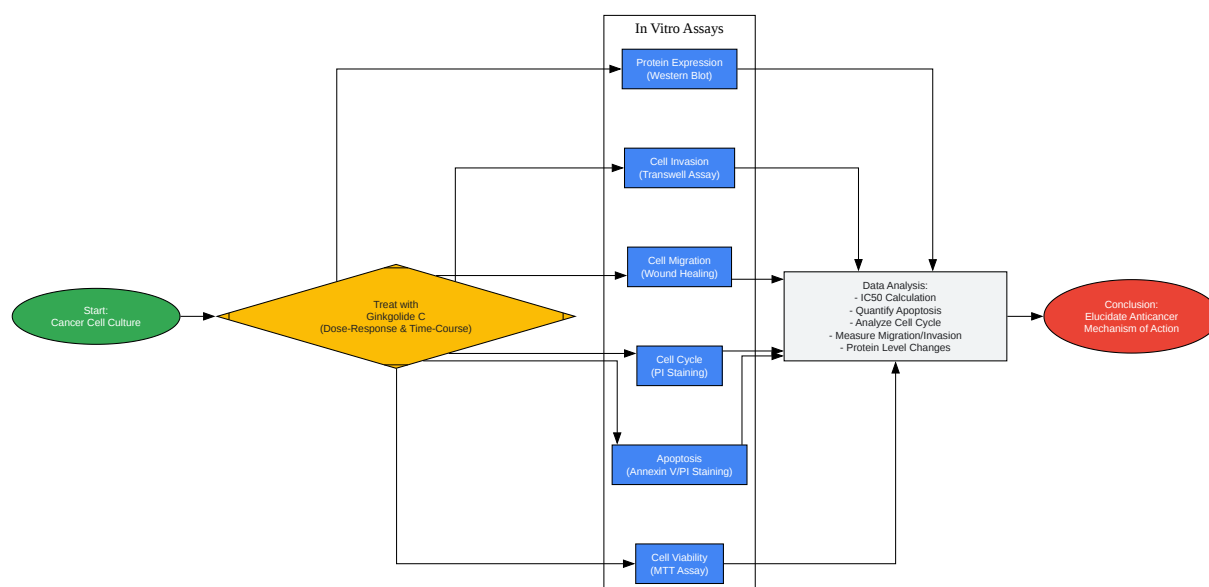 In Vitro Assays
Protein Expression
(Western Blot)
Cell Invasion
(Transwell Assay)
Cell Migration
(Wound Healing)
Start:
Cancer Cell Culture
Treat with
Ginkgolide C
(Dose-Response & Time-Course)
Data Analysis:
- IC50 Calculation
- Quantify Apoptosis
- Analyze Cell Cycle
- Measure Migration/Invasion
- Protein Level Changes
Conclusion:
Elucidate Anticancer
Mechanism of Action
Cell Cycle
(PI Staining)
Apoptosis
(Annexin V/PI Staining)
Cell Viability
(MTT Assay)